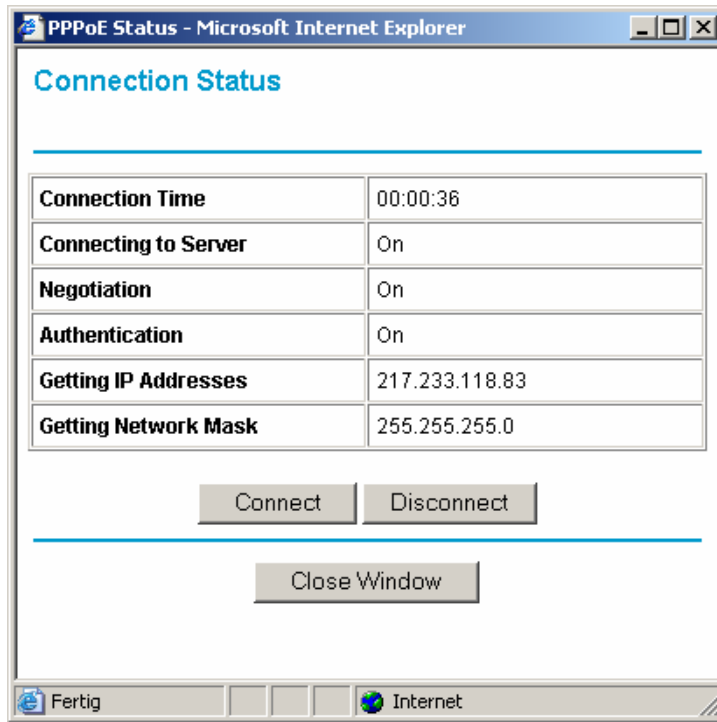 PPPoE Status - Microsoft Internet Explorer
Connection Status
Connection Time 00:00:36
Connecting to Server On
Negotiation On
Authentication On
Getting IP Addresses 217.233.118.83
Getting Network Mask 255.255.255.0
Connect Disconnect
Close Window
Fertig Internet